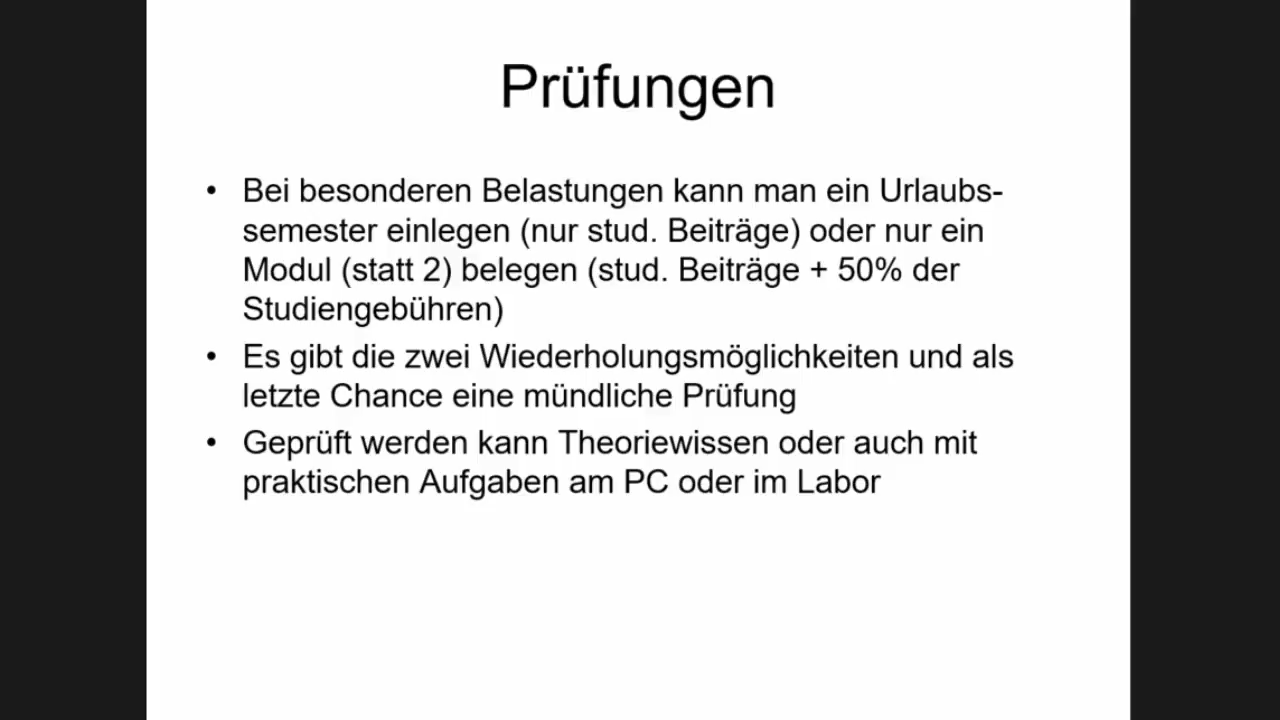 Prüfungen
• Bei besonderen Belastungen kann man ein Urlaubs-
semester einlegen (nur stud. Beiträge) oder nur ein
Modul (statt 2) belegen (stud. Beiträge + 50% der
Studiengebühren)
• Es gibt die zwei Wiederholungsmöglichkeiten und als
letzte Chance eine mündliche Prüfung
• Geprüft werden kann Theoriewissen oder auch mit
praktischen Aufgaben am PC oder im Labor